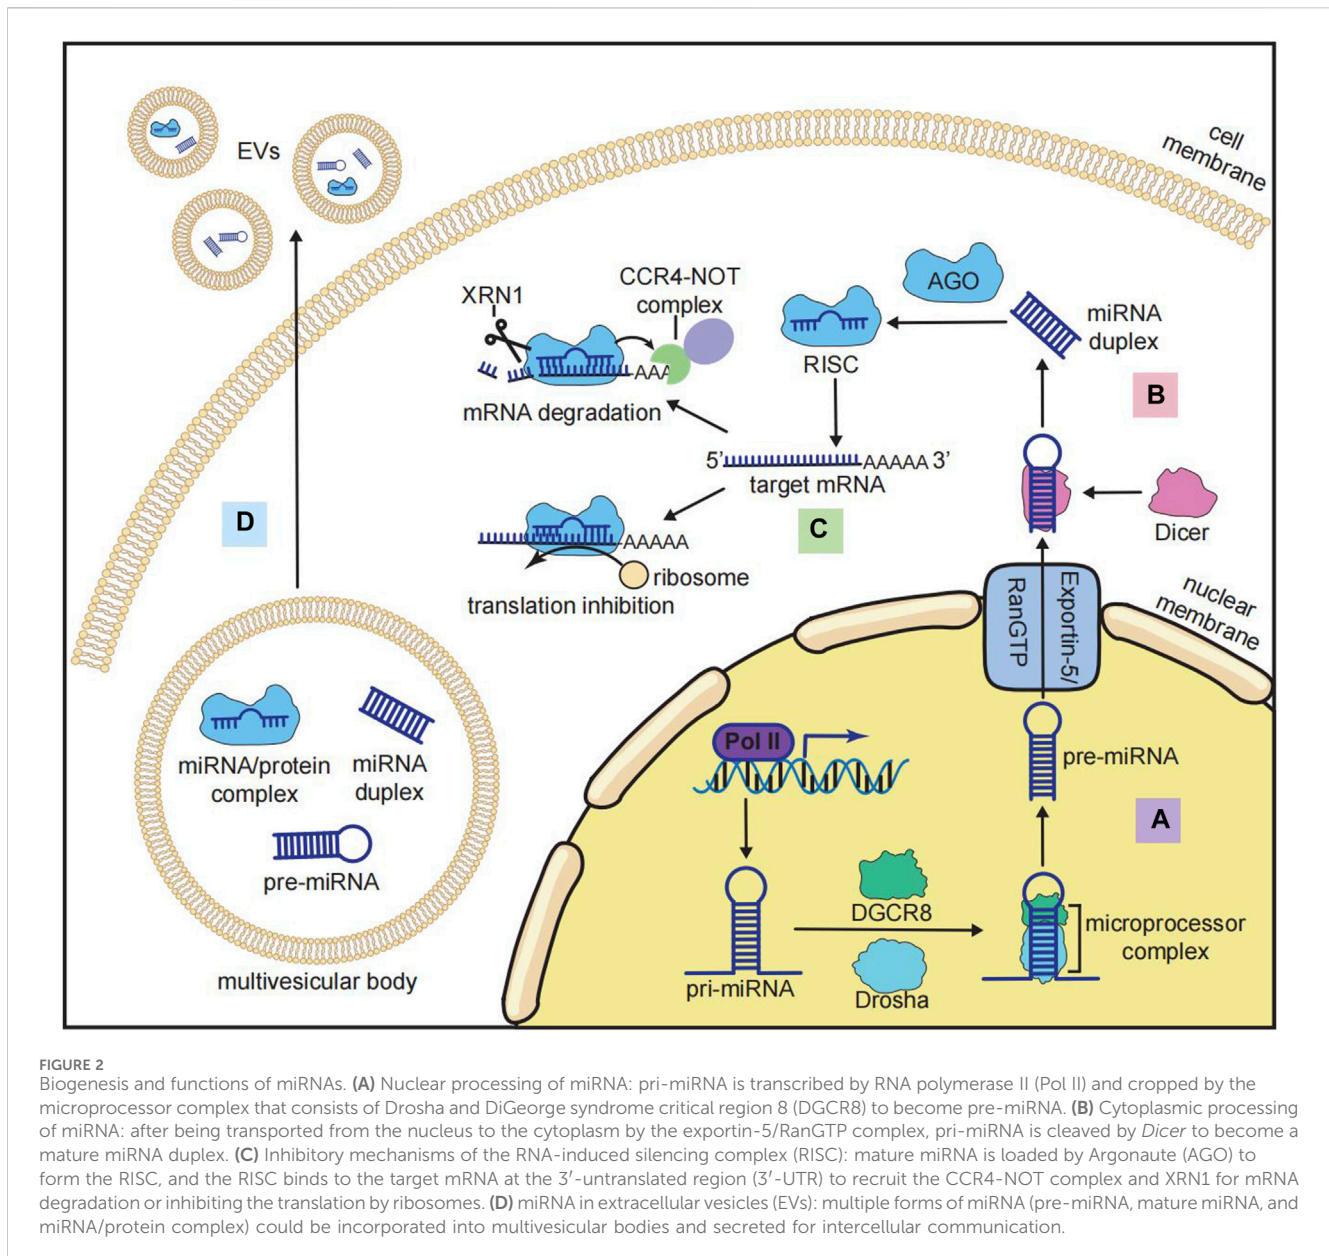 EVs
cell
membrane
CCR4-NOT
complex
XRN1
AGO
miRNA
duplex
RISC
-AAA
mRNA degradation
B
5’
AAAAA 3’
target mRNA
D
C
Dicer
-AAAAA
ribosome
translation inhibition
nuclear
membrane
Exportin-5/
RanGTP
miRNA/protein
complex
miRNA
duplex
pre-miRNA
multivesicular body
Pol II
pre-miRNA
A
DGCR8
microprocessor
complex
pri-miRNA
Drosha
FIGURE 2
Biogenesis and functions of miRNAs. (A) Nuclear processing of miRNA: pri-miRNA is transcribed by RNA polymerase II (Pol II) and cropped by the
microprocessor complex that consists of Drosha and DiGeorge syndrome critical region 8 (DGCR8) to become pre-miRNA. (B) Cytoplasmic processing
of miRNA: after being transported from the nucleus to the cytoplasm by the exportin-5/RanGTP complex, pri-miRNA is cleaved by Dicer to become a
mature miRNA duplex. (C) Inhibitory mechanisms of the RNA-induced silencing complex (RISC): mature miRNA is loaded by Argonaute (AGO) to
form the RISC, and the RISC binds to the target mRNA at the 3′-untranslated region (3′-UTR) to recruit the CCR4-NOT complex and XRN1 for mRNA
degradation or inhibiting the translation by ribosomes. (D) miRNA in extracellular vesicles (EVs): multiple forms of miRNA (pre-miRNA, mature miRNA, and
miRNA/protein complex) could be incorporated into multivesicular bodies and secreted for intercellular communication.